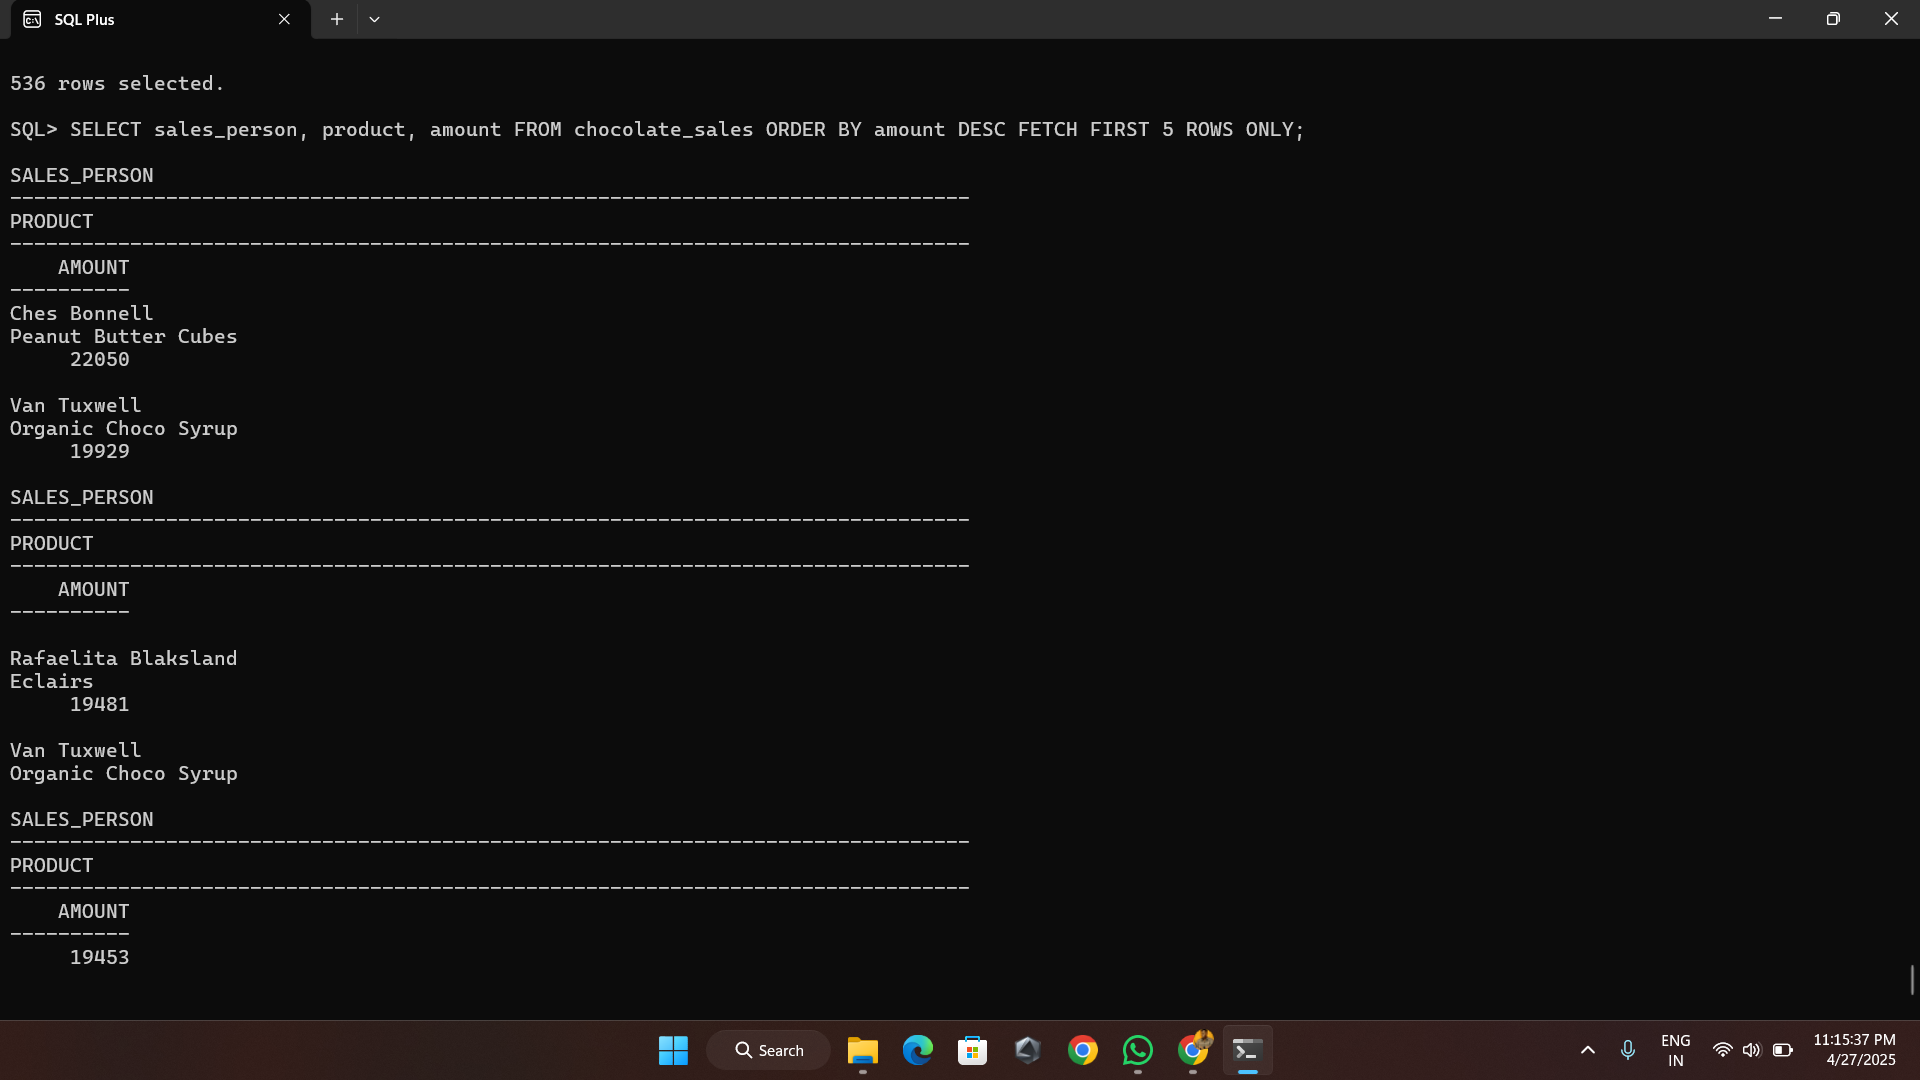 SQL Plus
536 rows selected.
SQL> SELECT sales_person, product, amount FROM chocolate_sales ORDER BY amount DESC FETCH FIRST 5 ROWS ONLY;
SALES_PERSON
--------------------------------------------------------------------------------
PRODUCT
--------------------------------------------------------------------------------
    AMOUNT
----------
Ches Bonnell
Peanut Butter Cubes
     22050
Van Tuxwell
Organic Choco Syrup
     19929
SALES_PERSON
--------------------------------------------------------------------------------
PRODUCT
--------------------------------------------------------------------------------
    AMOUNT
----------
Rafaelita Blaksland
Eclairs
     19481
Van Tuxwell
Organic Choco Syrup
SALES_PERSON
--------------------------------------------------------------------------------
PRODUCT
--------------------------------------------------------------------------------
    AMOUNT
----------
     19453
Search
ENG
IN
11:15:37 PM
4/27/2025